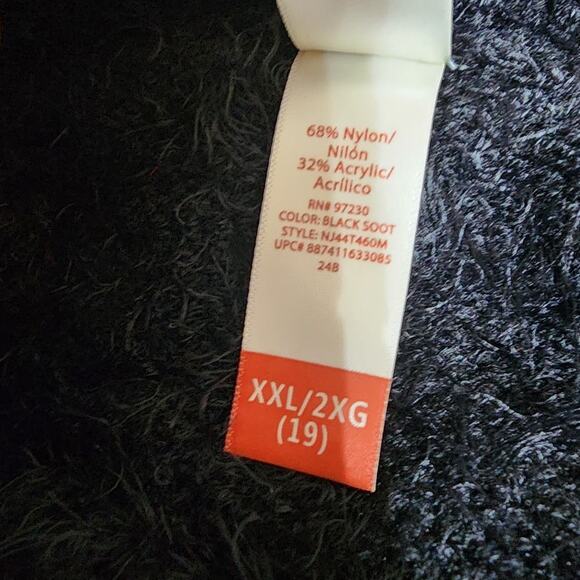 68% Nylon/
Nilón
32% Acrylic/
Acrílico
RN# 97230
COLOR: BLACK SOOT
STYLE: NJ44T460M
UPC# 887411633085
24B
XXL/2XG
(19)